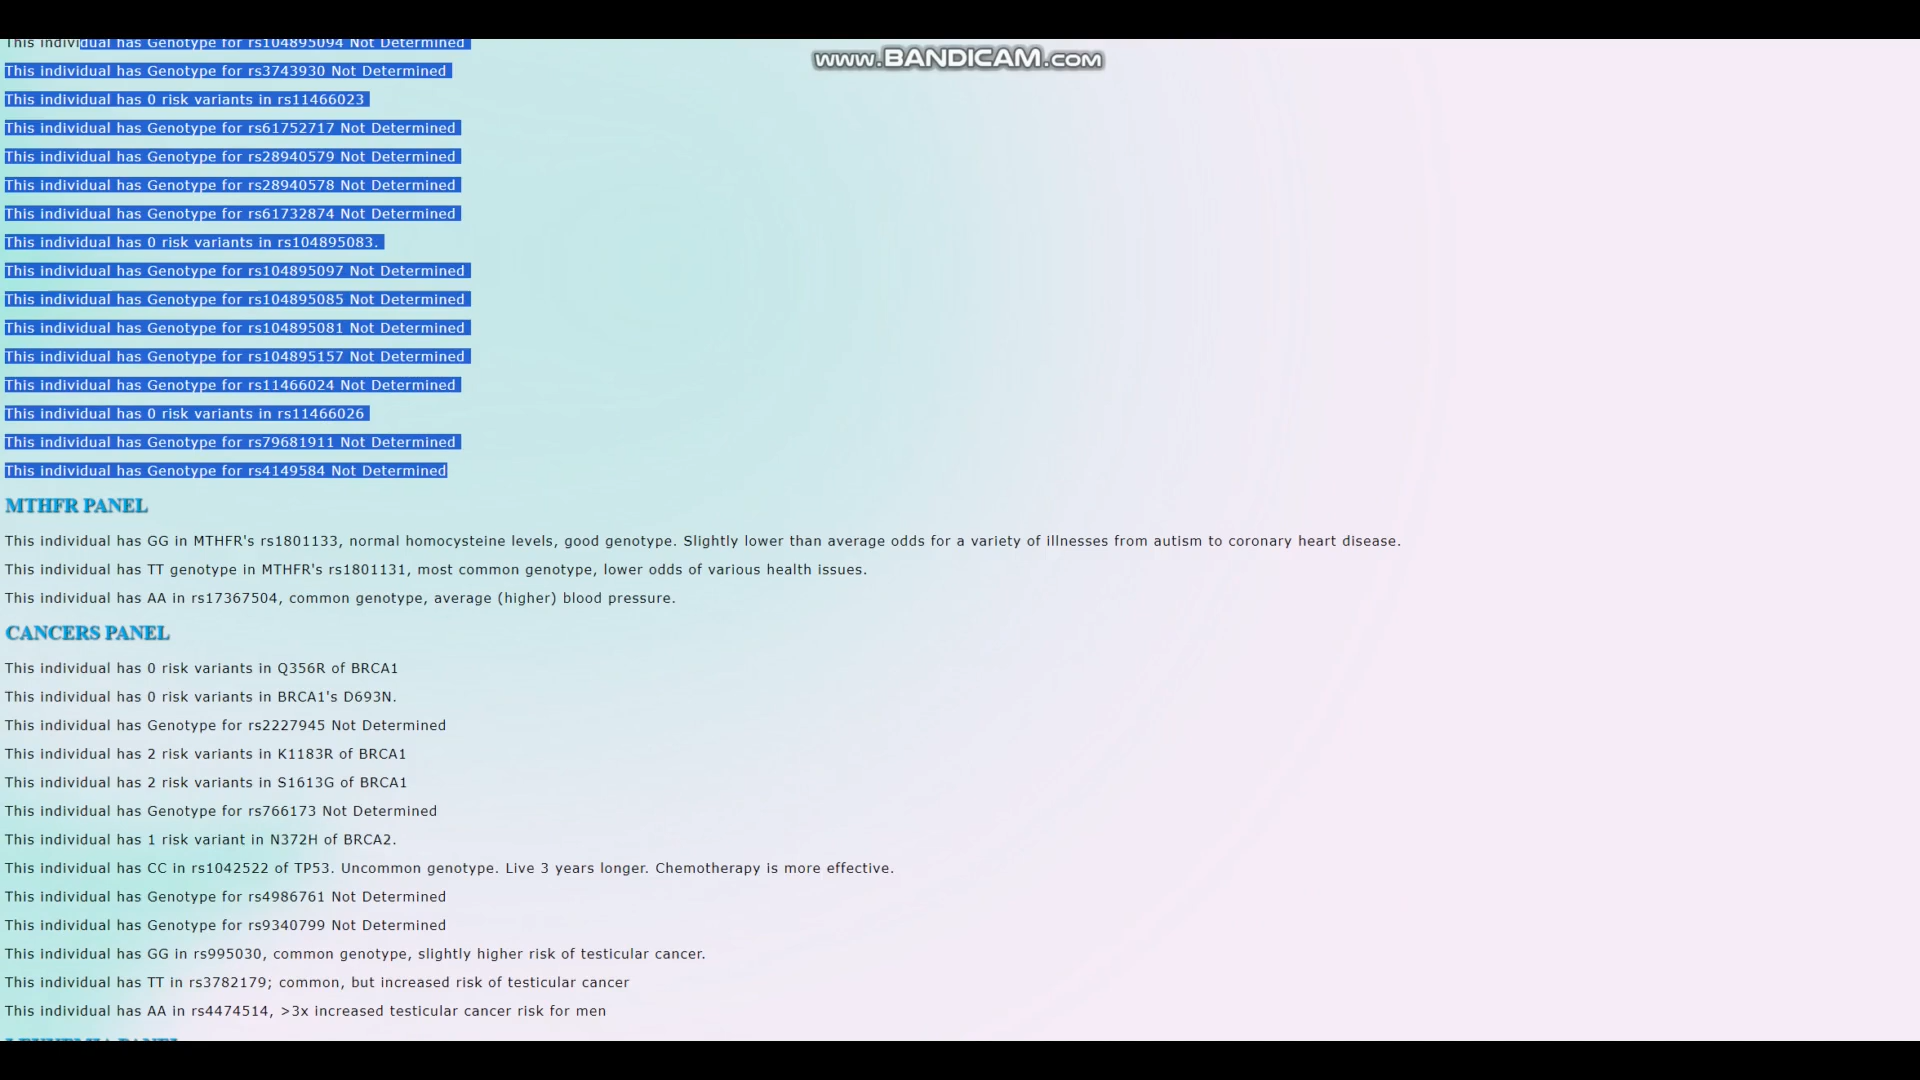 This individual has Genotype for rs104895094 Not Determined
www.BANDICAM.com
This individual has Genotype for rs3743930 Not Determined
This individual has 0 risk variants in rs11466023
This individual has Genotype for rs61752717 Not Determined
This individual has Genotype for rs28940579 Not Determined
This individual has Genotype for rs28940578 Not Determined
This individual has Genotype for rs61732874 Not Determined
This individual has 0 risk variants in rs104895083.
This individual has Genotype for rs104895097 Not Determined
This individual has Genotype for rs104895085 Not Determined
This individual has Genotype for rs104895081 Not Determined
This individual has Genotype for rs104895157 Not Determined
This individual has Genotype for rs11466024 Not Determined
This individual has 0 risk variants in rs11466026
This individual has Genotype for rs79681911 Not Determined
This individual has Genotype for rs4149584 Not Determined
MTHFR PANEL
This individual has GG in MTHFR's rs1801133, normal homocysteine levels, good genotype. Slightly lower than average odds for a variety of illnesses from autism to coronary heart disease.
This individual has TT genotype in MTHFR's rs1801131, most common genotype, lower odds of various health issues.
This individual has AA in rs17367504, common genotype, average (higher) blood pressure.
CANCERS PANEL
This individual has 0 risk variants in Q356R of BRCA1
This individual has 0 risk variants in BRCA1's D693N.
This individual has Genotype for rs2227945 Not Determined
This individual has 2 risk variants in K1183R of BRCA1
This individual has 2 risk variants in S1613G of BRCA1
This individual has Genotype for rs766173 Not Determined
This individual has 1 risk variant in N372H of BRCA2.
This individual has CC in rs1042522 of TP53. Uncommon genotype. Live 3 years longer. Chemotherapy is more effective.
This individual has Genotype for rs4986761 Not Determined
This individual has Genotype for rs9340799 Not Determined
This individual has GG in rs995030, common genotype, slightly higher risk of testicular cancer.
This individual has TT in rs3782179; common, but increased risk of testicular cancer
This individual has AA in rs4474514, >3x increased testicular cancer risk for men